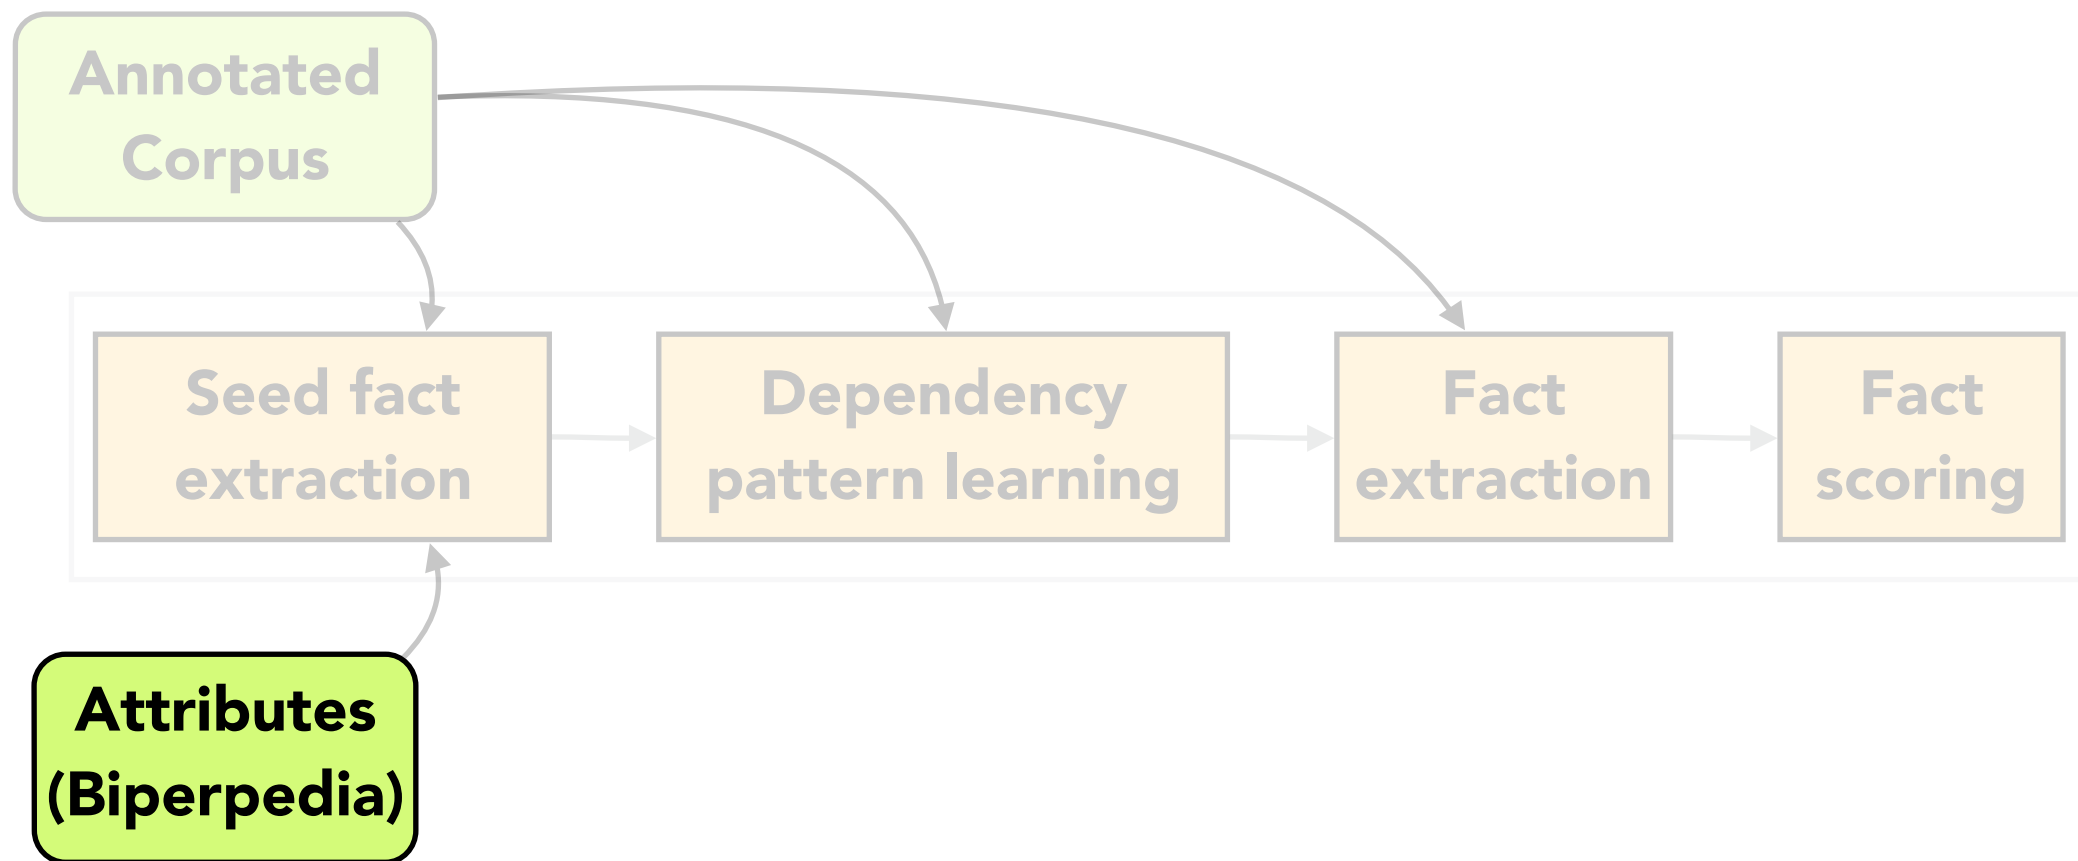 Annotated
Corpus
Seed fact
extraction
Dependency
pattern learning
Fact
extraction
Fact
scoring
Attributes
(Biperpedia)